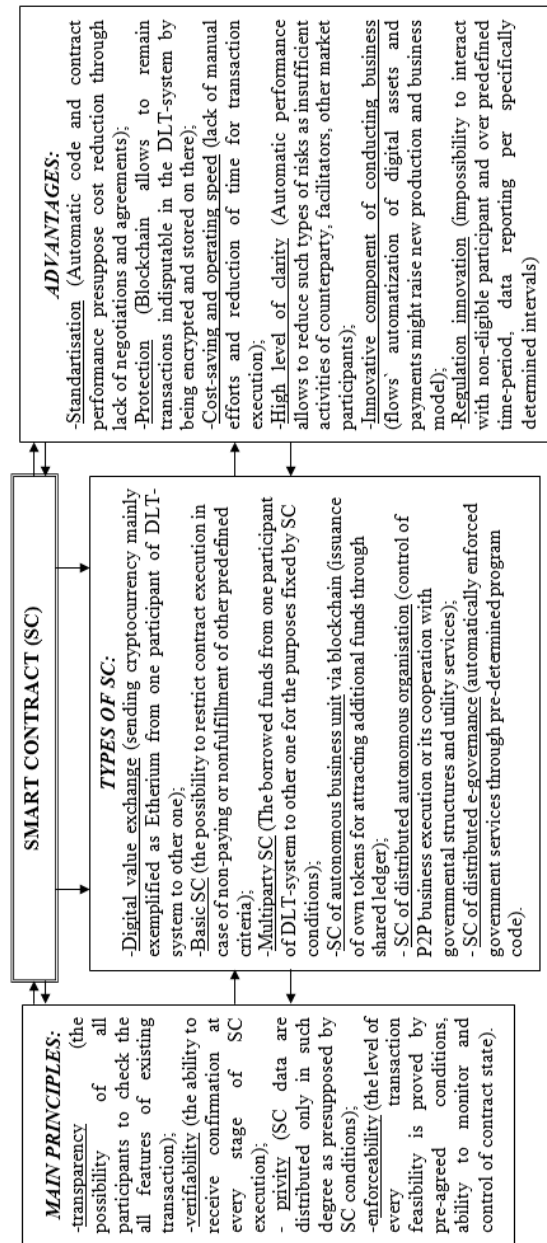 SMART CONTRACT (SC)
MAIN PRINCIPLES:
-transparency (the
possibility of all
participants to check the
all features of existing
transaction);
-verifiability (the ability to
receive confirmation at
every stage of SC
execution);
- privity (SC data are
distributed only in such
degree as presupposed by
SC conditions);
-enforceability (the level of
every transaction
feasibility is proved by
pre-agreed conditions,
ability to monitor and
control of contract state).
TYPES OF SC:
-Digital value exchange (sending cryptocurrency mainly
exemplified as Etherium from one participant of DLT-
system to other one);
-Basic SC (the possibility to restrict contract execution in
case of non-paying or nonfulfillment of other predefined
criteria);
-Multiparty SC (The borrowed funds from one participant
of DLT-system to other one for the purposes fixed by SC
conditions);
-SC of autonomous business unit via blockchain (issuance
of own tokens for attracting additional funds through
shared ledger);
- SC of distributed autonomous organisation (control of
P2P business execution or its cooperation with
governmental structures and utility services);
- SC of distributed e-governance (automatically enforced
government services through pre-determined program
code).
ADVANTAGES:
-Standartisation (Automatic code and contract
performance presuppose cost reduction through
lack of negotiations and agreements);
-Protection (Blockchain allows to remain
transactions indisputable in the DLT-system by
being encrypted and stored on there);
-Cost-saving and operating speed (lack of manual
efforts and reduction of time for transaction
execution);
-High level of clarity (Automatic performance
allows to reduce such types of risks as insufficient
activities of counterparty, facilitators, other market
participants);
-Innovative component of conducting business
(flows` automatization of digital assets and
payments might raise new production and business
model);
-Regulation innovation (impossibility to interact
with non-eligible participant and over predefined
time-period, data reporting per specifically
determined intervals)